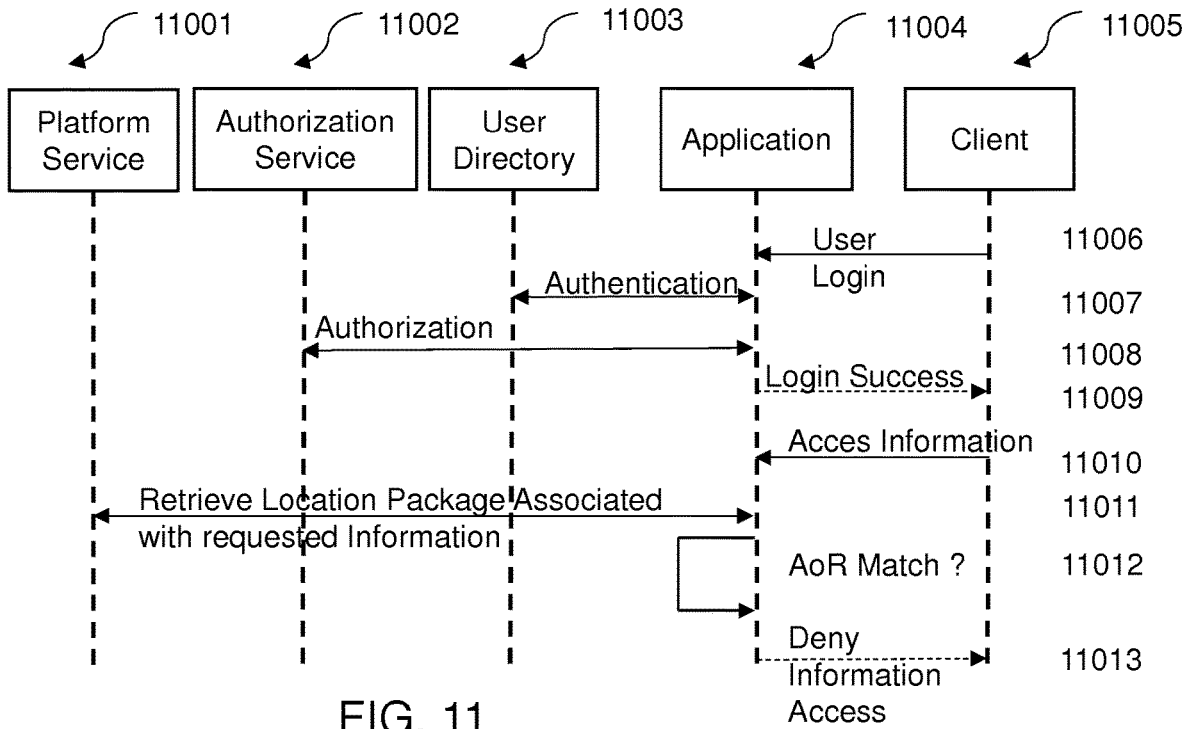 11001
11002
11003
11004
11005
Platform
Service
Authorization
Service
User
Directory
Application
Client
User
Login
11006
Authentication
11007
Authorization
11008
Login Success
11009
Acces Information
11010
Retrieve Location Package Associated
with requested Information
11011
AoR Match ?
11012
Deny
Information
Access
11013
FIG. 11